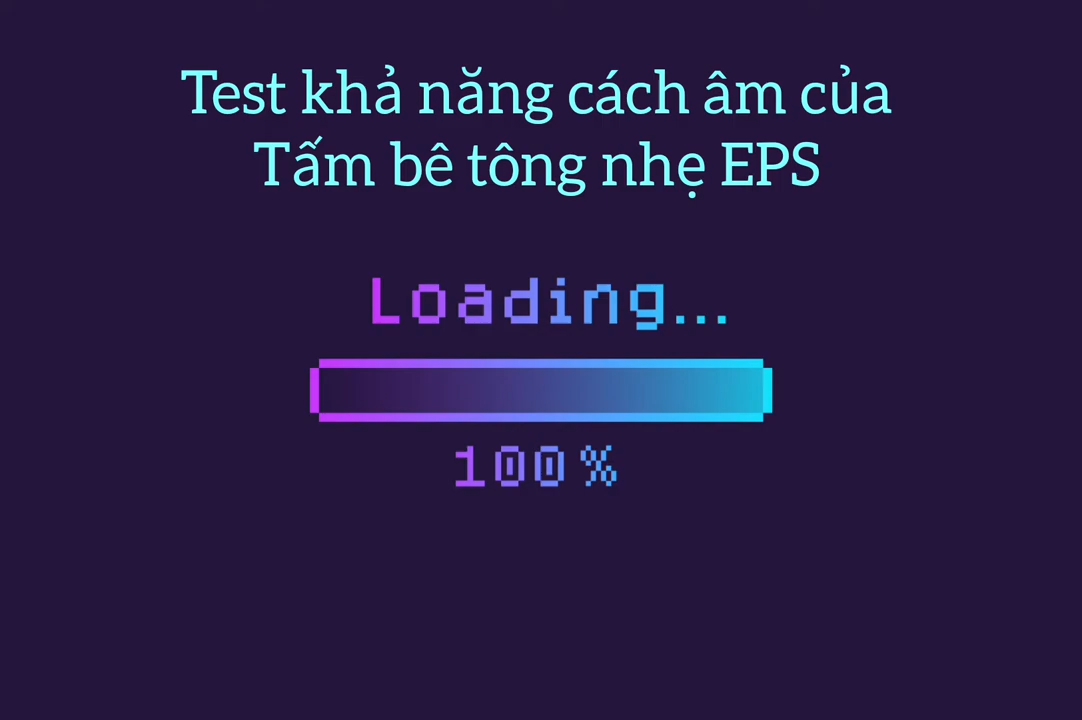 Test khả năng cách âm của
Tấm bê tông nhẹ EPS
Loading...
100%